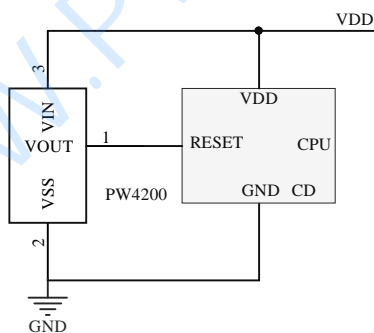 VDD
3
VIN
VDD
VOUT
1
RESET
CPU
VSS
PW4200
GND CD
2
GND